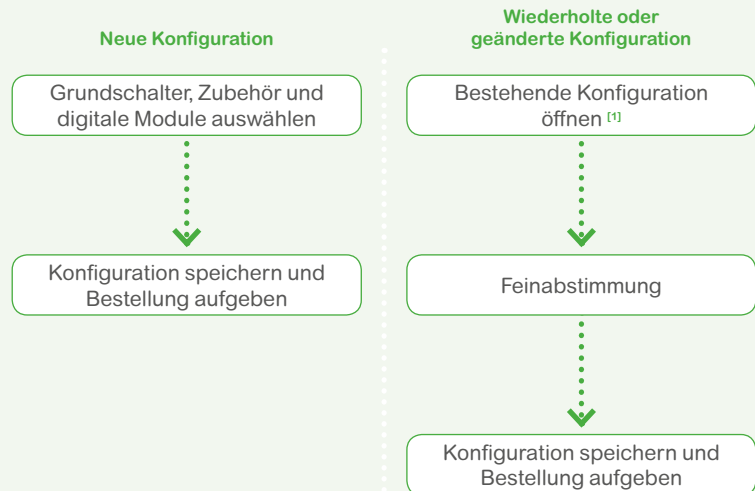 Neue Konfiguration
Grundschalter, Zubehör und
digitale Module auswählen
Konfiguration speichern und
Bestellung aufgeben
Wiederholte oder
geänderte Konfiguration
Bestehende Konfiguration
öffnen [1]
Feinabstimmung
Konfiguration speichern und
Bestellung aufgeben